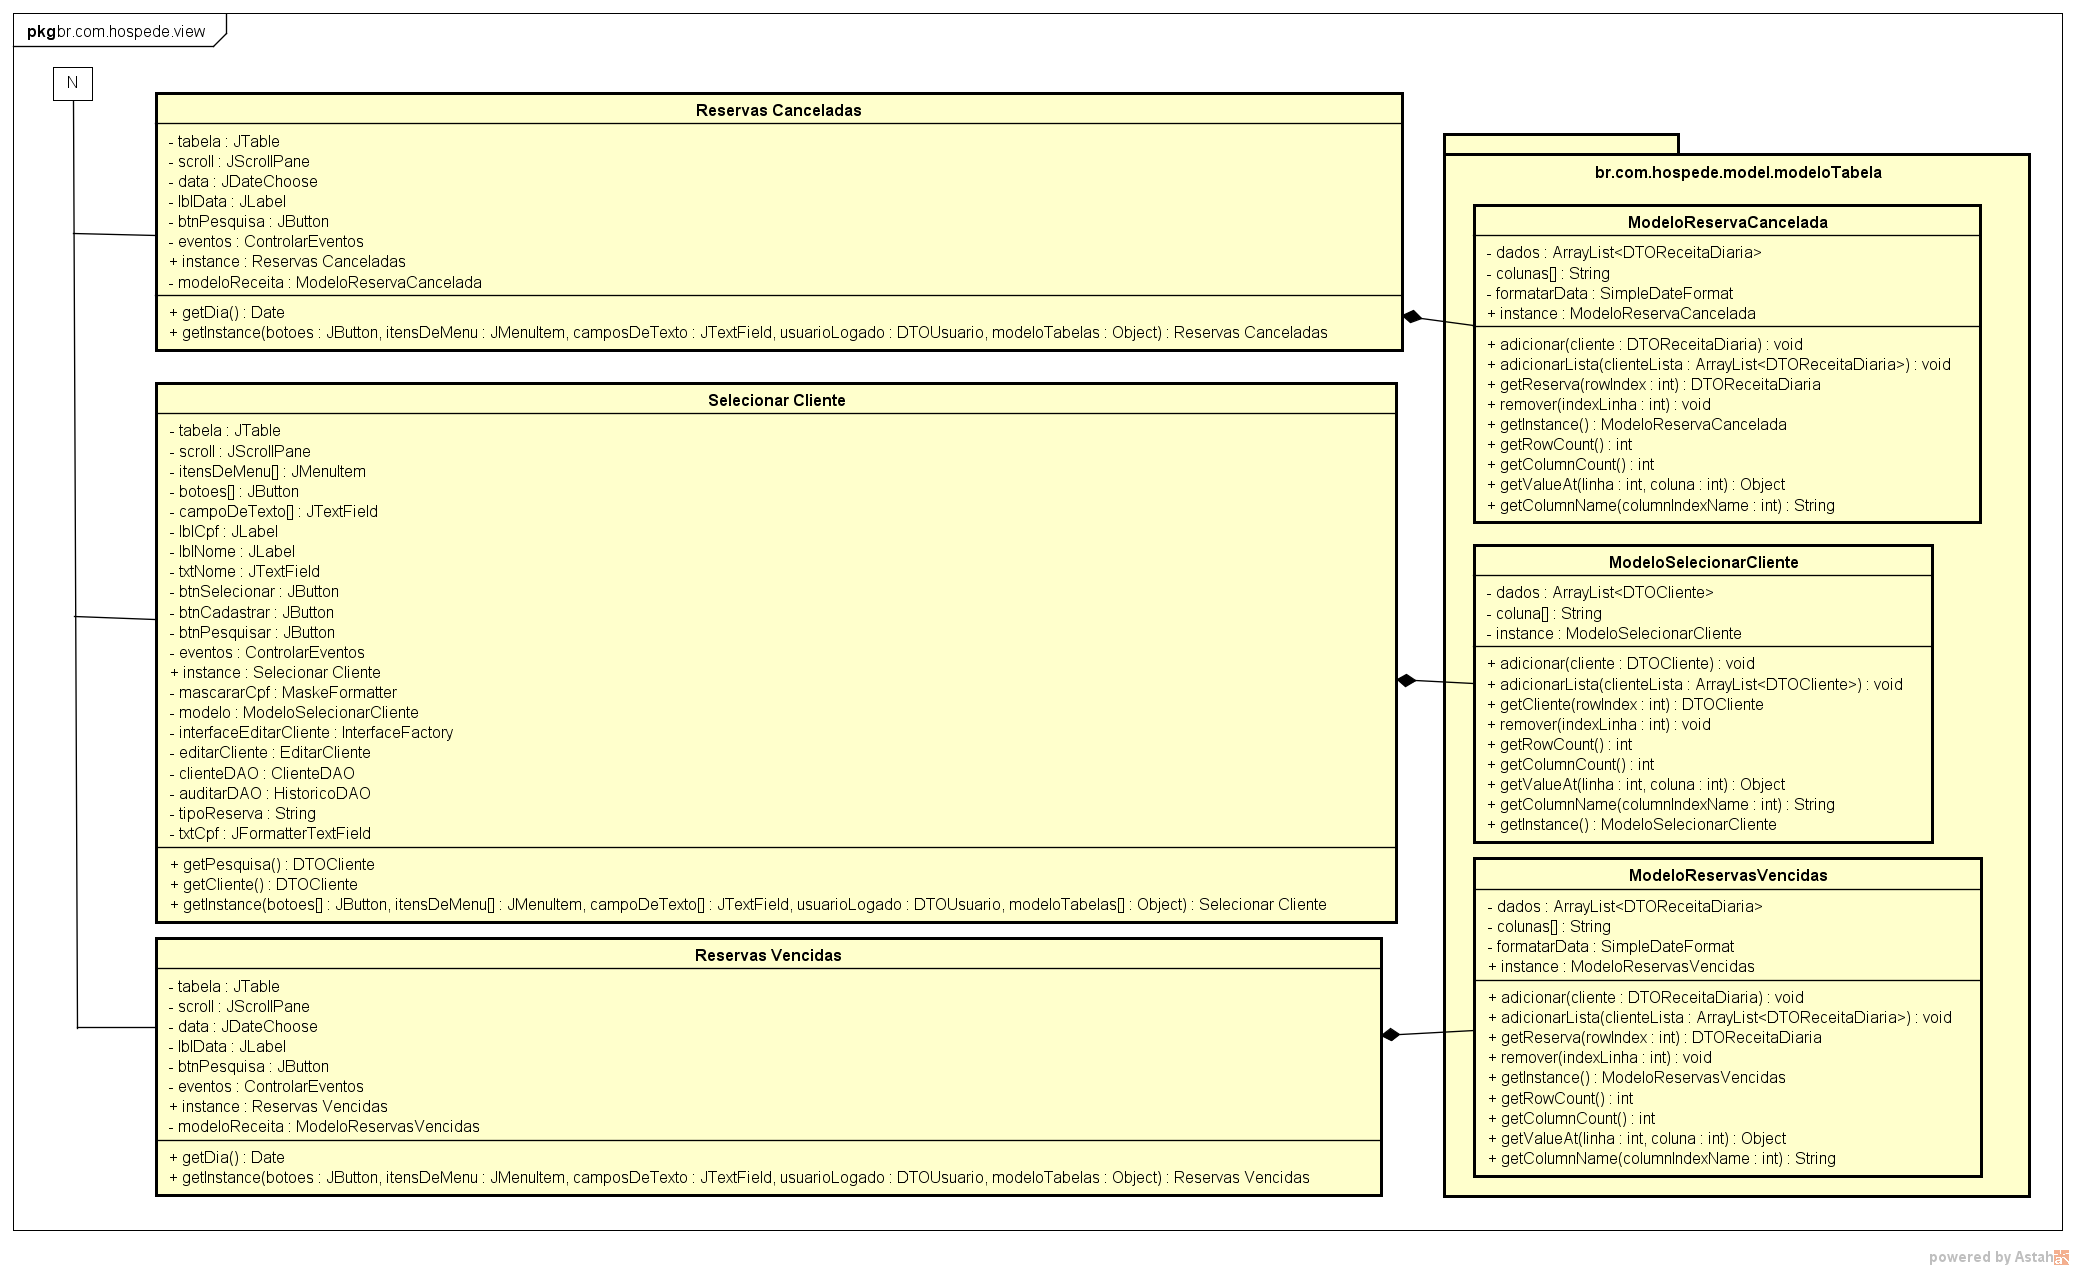 pkg br.com.hospede.view
N
Reservas Canceladas
- tabela : JTable
- scroll : JScrollPane
- data : JDateChoose
- lblData : JLabel
- btnPesquisa : JButton
- eventos : ControlarEventos
+ instance : Reservas Canceladas
- modeloReceita : ModeloReservaCancelada
+ getDia() : Date
+ getInstance(botoes : JButton, itensDeMenu : JMenuItem, camposDeTexto : JTextField, usuarioLogado : DTOUsuario, modeloTabelas : Object) : Reservas Canceladas
Selecionar Cliente
- tabela : JTable
- scroll : JScrollPane
- itensDeMenu[] : JMenuItem
- botoes[] : JButton
- campoDeTexto[] : JTextField
- lblCpf : JLabel
- lblNome : JLabel
- txtNome : JTextField
- btnSelecionar : JButton
- btnCadastrar : JButton
- btnPesquisar : JButton
- eventos : ControlarEventos
+ instance : Selecionar Cliente
- mascararCpf : MaskeFormatter
- modelo : ModeloSelecionarCliente
- interfaceEditarCliente : InterfaceFactory
- editarCliente : EditarCliente
- clienteDAO : ClienteDAO
- auditarDAO : HistoricoDAO
- tipoReserva : String
- txtCpf : JFormatterTextField
+ getPesquisa() : DTOCliente
+ getCliente() : DTOCliente
+ getInstance(botoes[] : JButton, itensDeMenu[] : JMenuItem, campoDeTexto[] : JTextField, usuarioLogado : DTOUsuario, modeloTabelas[] : Object) : Selecionar Cliente
Reservas Vencidas
- tabela : JTable
- scroll : JScrollPane
- data : JDateChoose
- lblData : JLabel
- btnPesquisa : JButton
- eventos : ControlarEventos
+ instance : Reservas Vencidas
- modeloReceita : ModeloReservasVencidas
+ getDia() : Date
+ getInstance(botoes : JButton, itensDeMenu : JMenuItem, camposDeTexto : JTextField, usuarioLogado : DTOUsuario, modeloTabelas : Object) : Reservas Vencidas
br.com.hospede.model.modeloTabela
ModeloReservaCancelada
- dados : ArrayList<DTOReceitaDiaria>
- colunas[] : String
- formatarData : SimpleDateFormat
+ instance : ModeloReservaCancelada
+ adicionar(cliente : DTOReceitaDiaria) : void
+ adicionarLista(clienteLista : ArrayList<DTOReceitaDiaria>) : void
+ getReserva(rowIndex : int) : DTOReceitaDiaria
+ remover(indexLinha : int) : void
+ getInstance() : ModeloReservaCancelada
+ getRowCount() : int
+ getColumnCount() : int
+ getValueAt(linha : int, coluna : int) : Object
+ getColumnName(columnIndexName : int) : String
ModeloSelecionarCliente
- dados : ArrayList<DTOCliente>
- coluna[] : String
- instance : ModeloSelecionarCliente
+ adicionar(cliente : DTOCliente) : void
+ adicionarLista(clienteLista : ArrayList<DTOCliente>) : void
+ getCliente(rowIndex : int) : DTOCliente
+ remover(indexLinha : int) : void
+ getRowCount() : int
+ getColumnCount() : int
+ getValueAt(linha : int, coluna : int) : Object
+ getColumnName(columnIndexName : int) : String
+ getInstance() : ModeloSelecionarCliente
ModeloReservasVencidas
- dados : ArrayList<DTOReceitaDiaria>
- colunas[] : String
- formatarData : SimpleDateFormat
+ instance : ModeloReservasVencidas
+ adicionar(cliente : DTOReceitaDiaria) : void
+ adicionarLista(clienteLista : ArrayList<DTOReceitaDiaria>) : void
+ getReserva(rowIndex : int) : DTOReceitaDiaria
+ remover(indexLinha : int) : void
+ getInstance() : ModeloReservasVencidas
+ getRowCount() : int
+ getColumnCount() : int
+ getValueAt(linha : int, coluna : int) : Object
+ getColumnName(columnIndexName : int) : String
powered by Astah